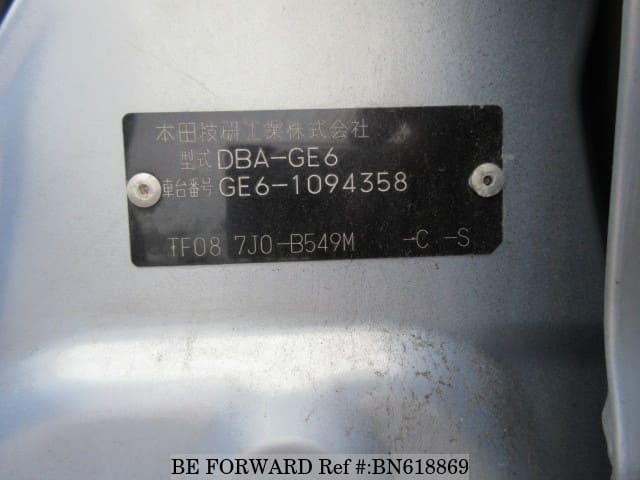 本田技研工業株式会社
型式 DBA-GE6
車台番号 GE6-1094358
TF08 7J0-B549M -C -S
BE FORWARD Ref #:BN618869